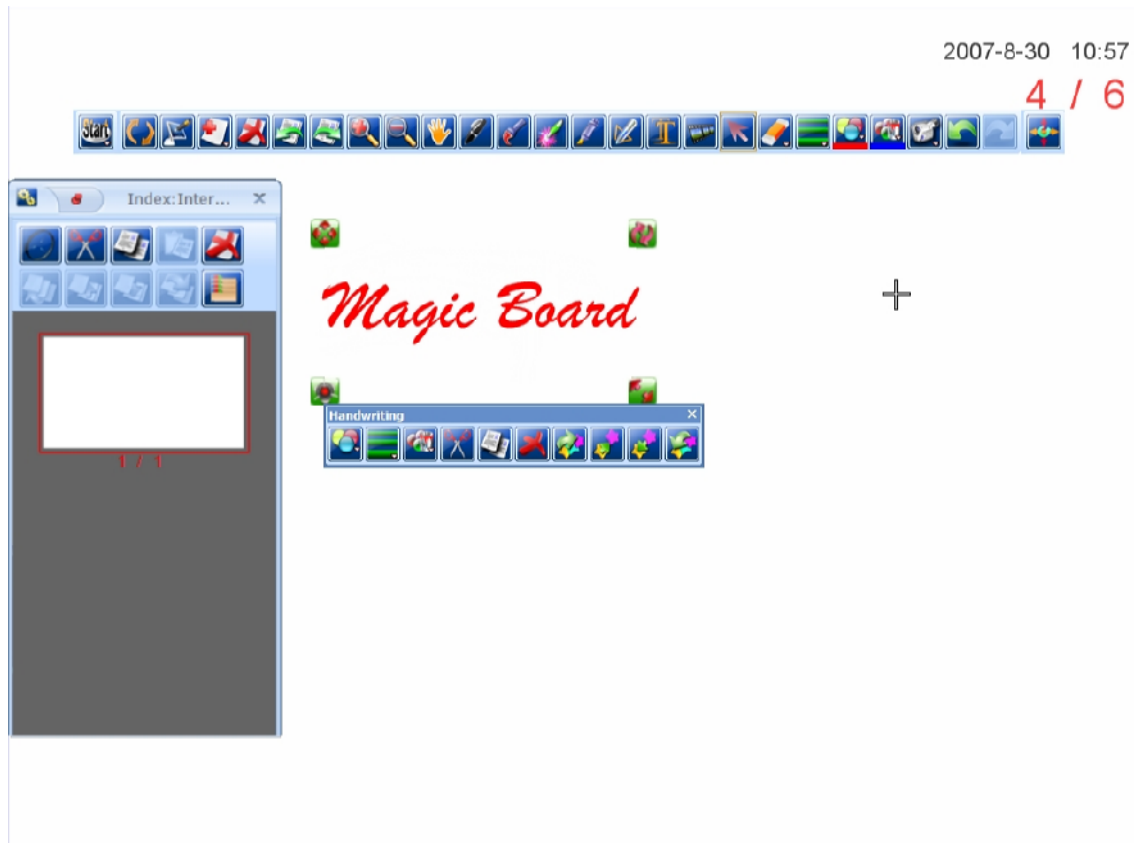 2007-8-30 10:57
4 / 6
Start
Index:Inter...
Magic Board
Handwriting
1 / 1